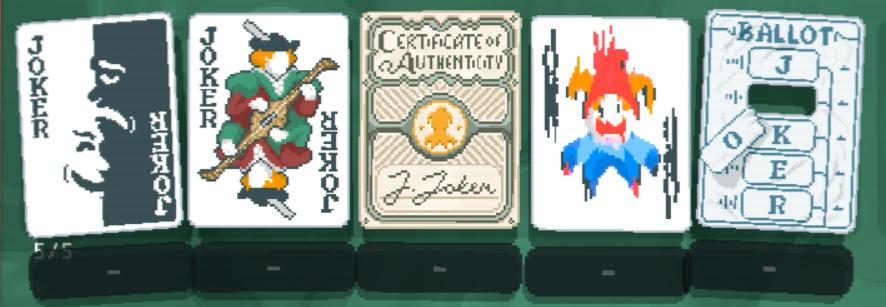 JOKER
JOKER
JOKER
JOKER
CERTIFICATE OF
AUTHENTICITY
J. Joker
BALLOT
J
O
K
E
R
5/5